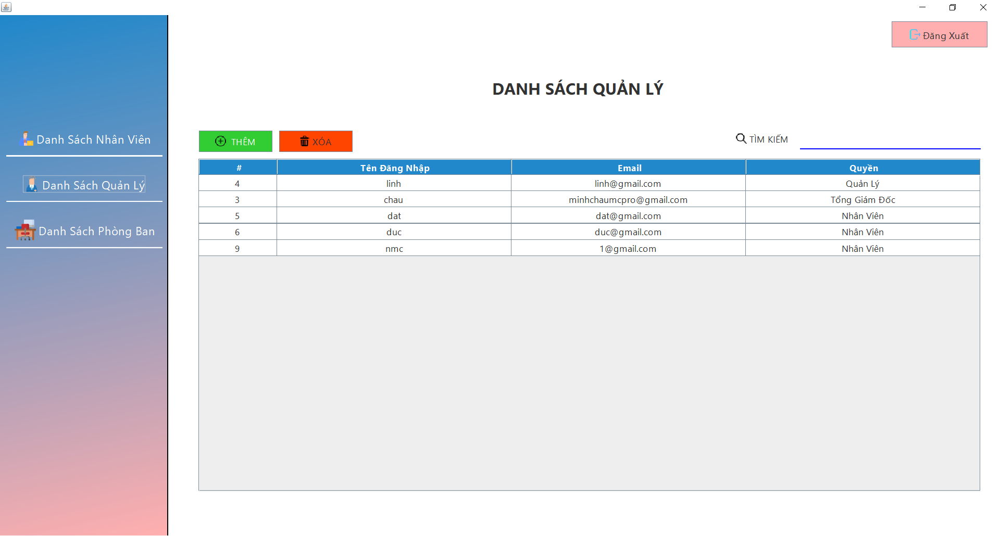 Đăng Xuất
DANH SÁCH QUẢN LÝ
Danh Sách Nhân Viên
Danh Sách Quản Lý
Danh Sách Phòng Ban
THÊM XÓA TÌM KIẾM
# Tên Đăng Nhập Email Quyền
4 linh linh@gmail.com Quản Lý
3 chau minhchaumcpro@gmail.com Tổng Giám Đốc
5 dat dat@gmail.com Nhân Viên
6 duc duc@gmail.com Nhân Viên
9 nmc 1@gmail.com Nhân Viên